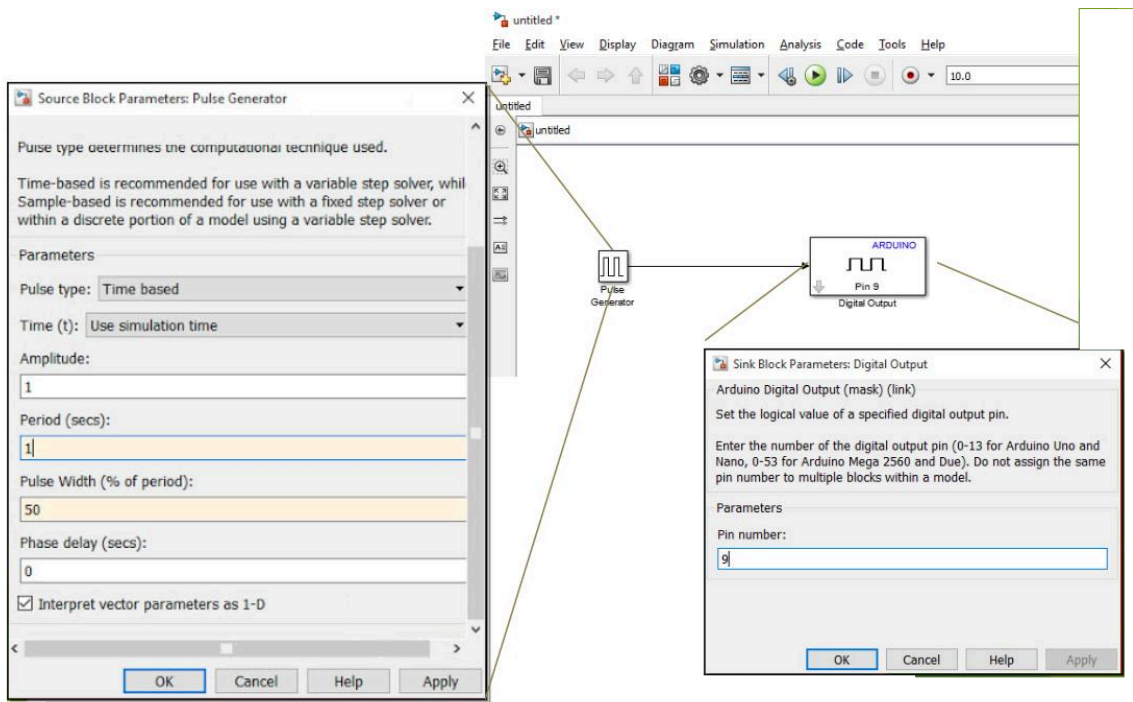 untitled *
File Edit View Display Diagram Simulation Analysis Code Tools Help
10.0
untitled
untitled
Source Block Parameters: Pulse Generator
Pulse type determines the computational technique used.
Time-based is recommended for use with a variable step solver, whil
Sample-based is recommended for use with a fixed step solver or
within a discrete portion of a model using a variable step solver.
Parameters
Pulse type: Time based
Time (t): Use simulation time
Amplitude:
1
Period (secs):
1
Pulse Width (% of period):
50
Phase delay (secs):
0
Interpret vector parameters as 1-D
OK Cancel Help Apply
Pulse
Generator
ARDUINO
Pin 9
Digital Output
Sink Block Parameters: Digital Output
Arduino Digital Output (mask) (link)
Set the logical value of a specified digital output pin.
Enter the number of the digital output pin (0-13 for Arduino Uno and
Nano, 0-53 for Arduino Mega 2560 and Due). Do not assign the same
pin number to multiple blocks within a model.
Parameters
Pin number:
9
OK Cancel Help Apply